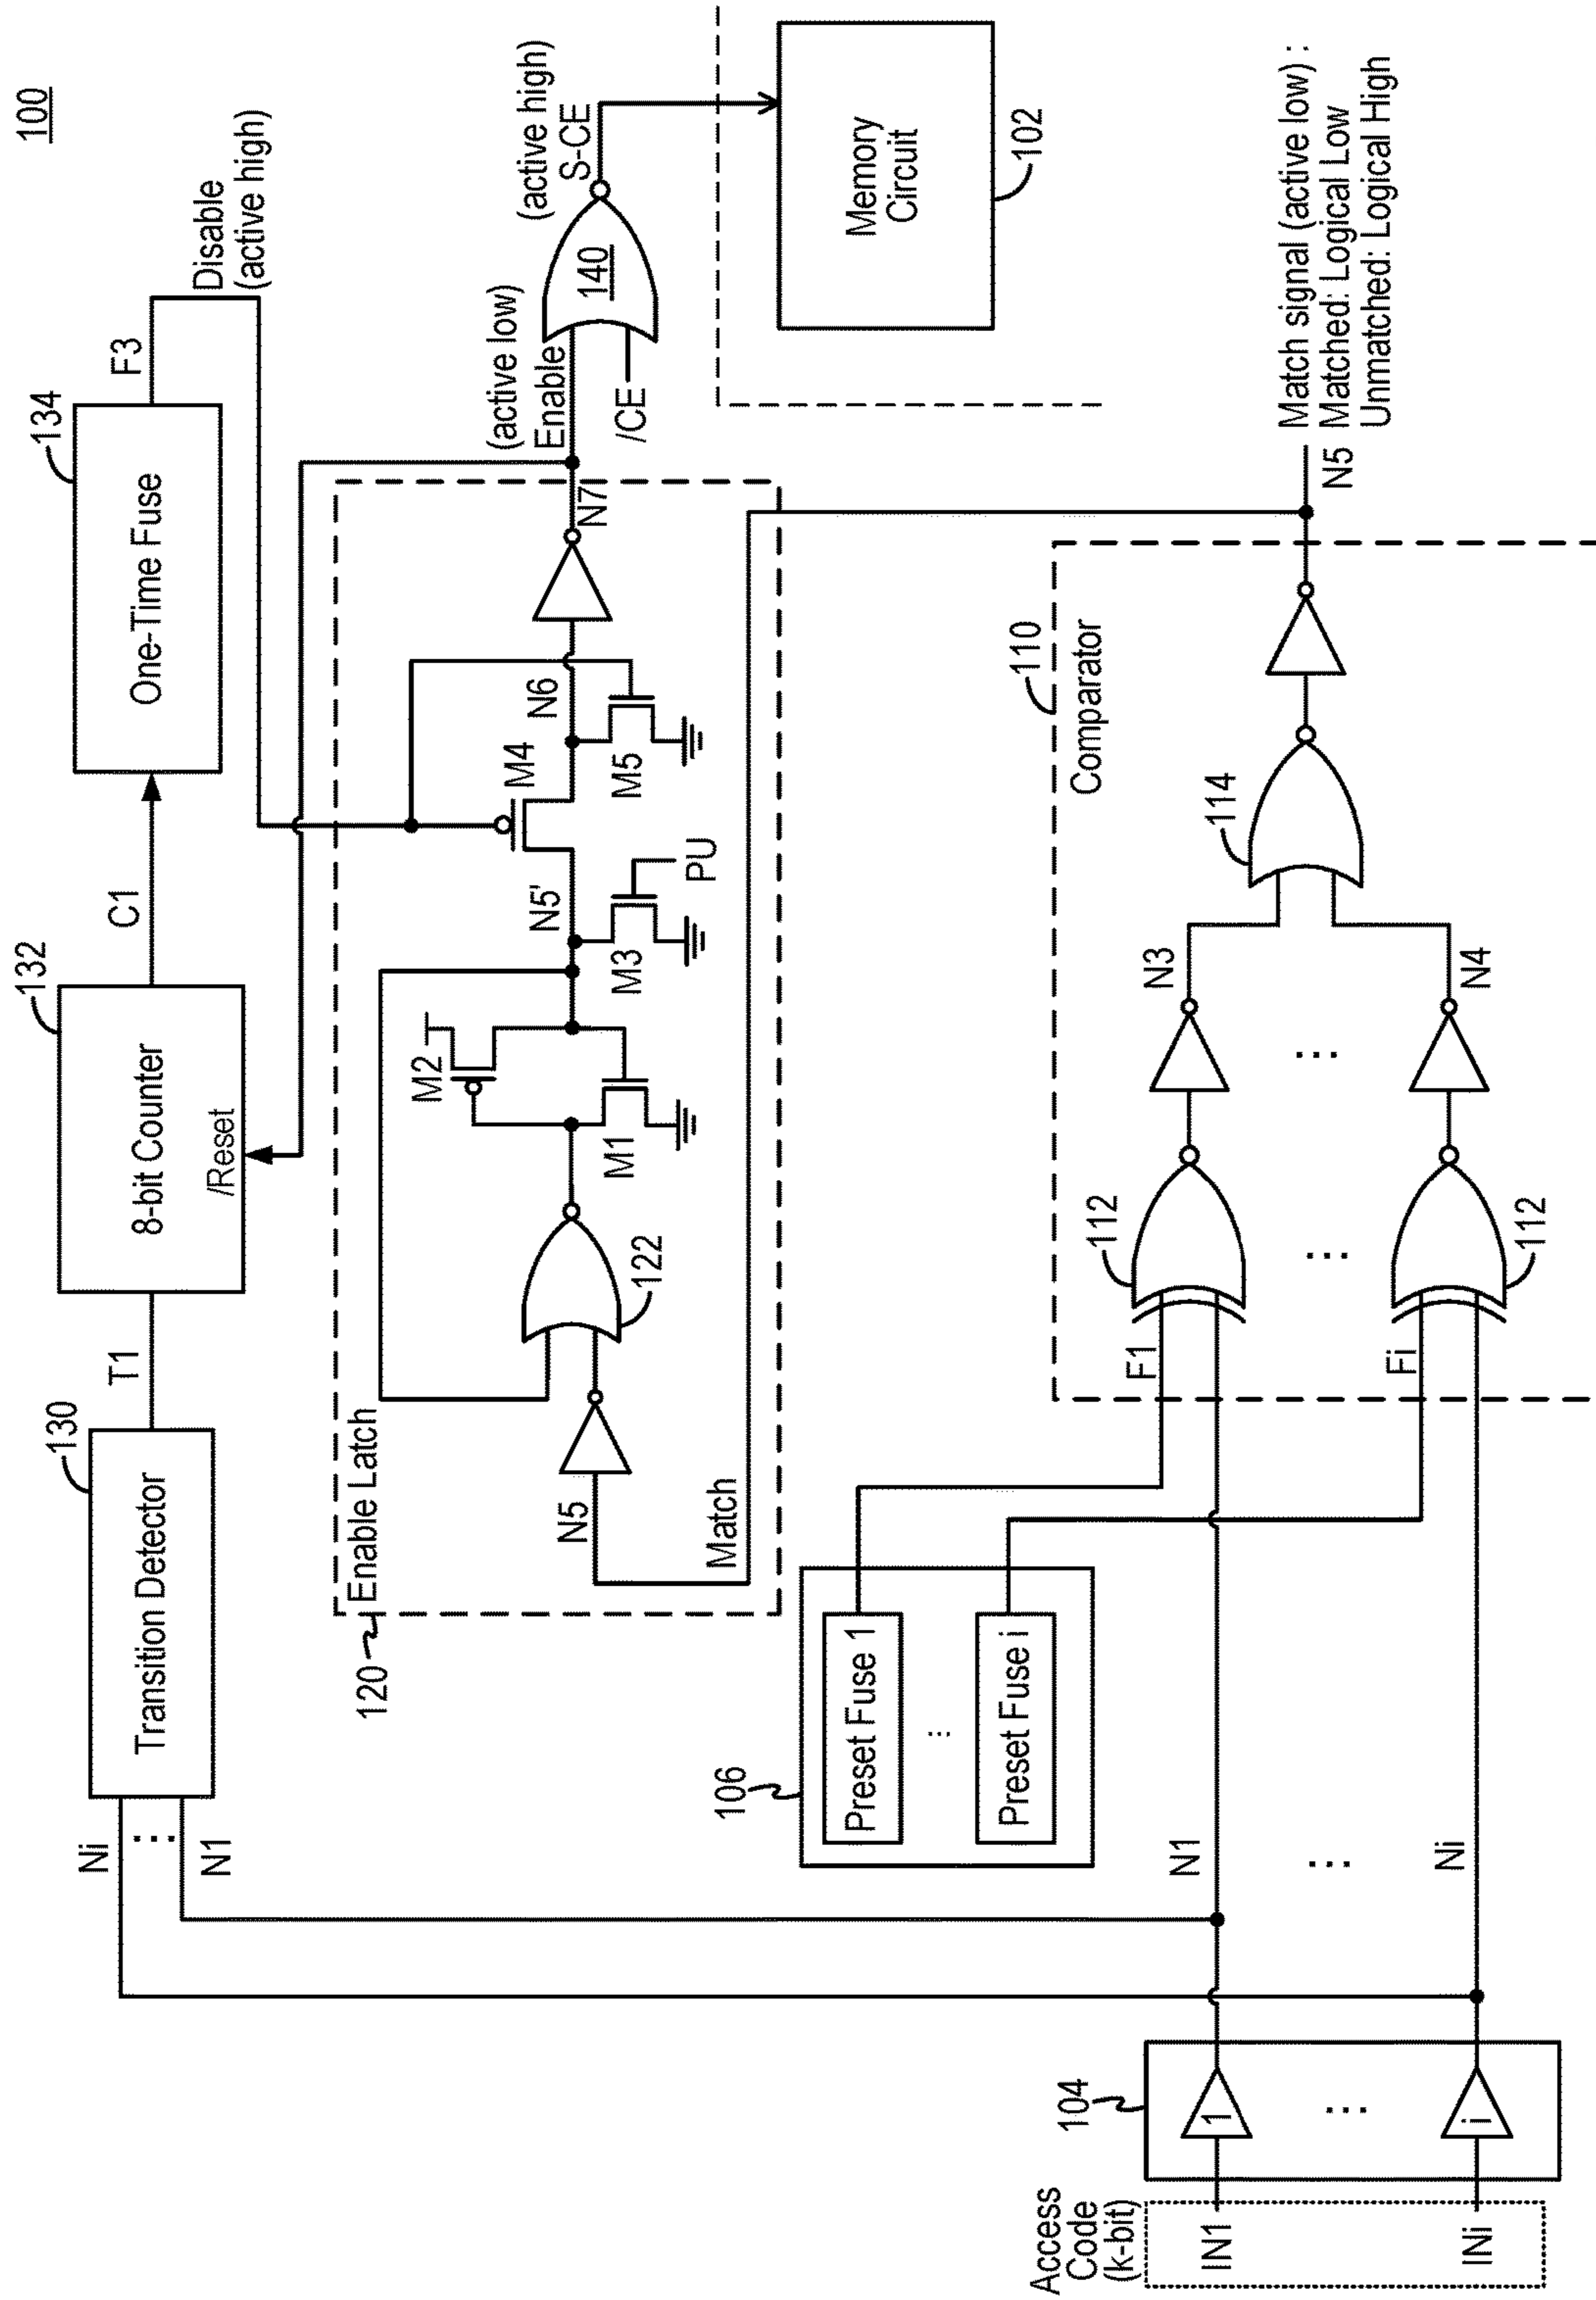 100
Disable
(active high)
134
F3
One-Time Fuse
C1
132
8-bit Counter
/Reset
T1
130
Transition Detector
Ni
...
N1
(active high)
S-CE
140
(active low)
Enable
/CE
Memory
Circuit
102
N7
N6
M4
M5
N5'
PU
M3
M2
M1
122
N5
Enable Latch
120
Match
Match signal (active low) :
Matched: Logical Low
Unmatched: Logical High
N5
110
Comparator
114
N3
N4
...
112
...
112
F1
Fi
106
Preset Fuse 1
...
Preset Fuse i
N1
...
Ni
104
1
...
i
Access
Code
(k-bit)
IN1
INi